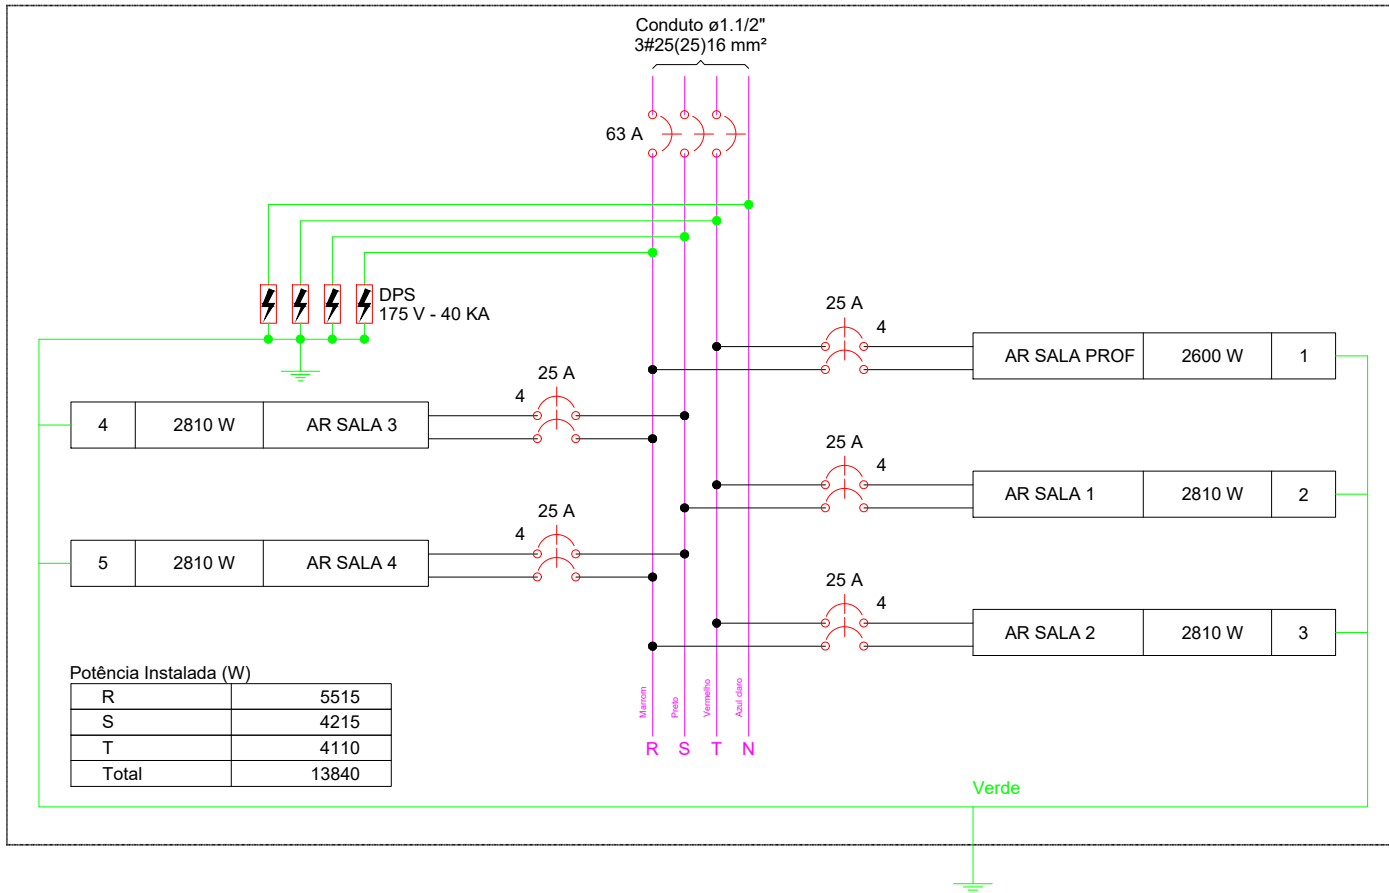 Conduto ø1.1/2"
3#25(25)16 mm²
63 A
DPS
175 V - 40 KA
25 A
4
AR SALA PROF 2600 W 1
25 A
4
4 2810 W AR SALA 3
25 A
4
AR SALA 1 2810 W 2
25 A
4
5 2810 W AR SALA 4
25 A
4
AR SALA 2 2810 W 3
Potência Instalada (W)
R 5515
S 4215
T 4110
Total 13840
Marrom Preto Vermelho Azul claro
R S T N
Verde